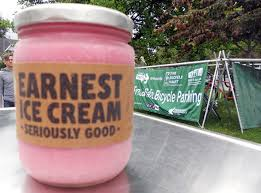 EARNEST
ICE CREAM
- SERIOUSLY GOOD -
Bicycle Parking